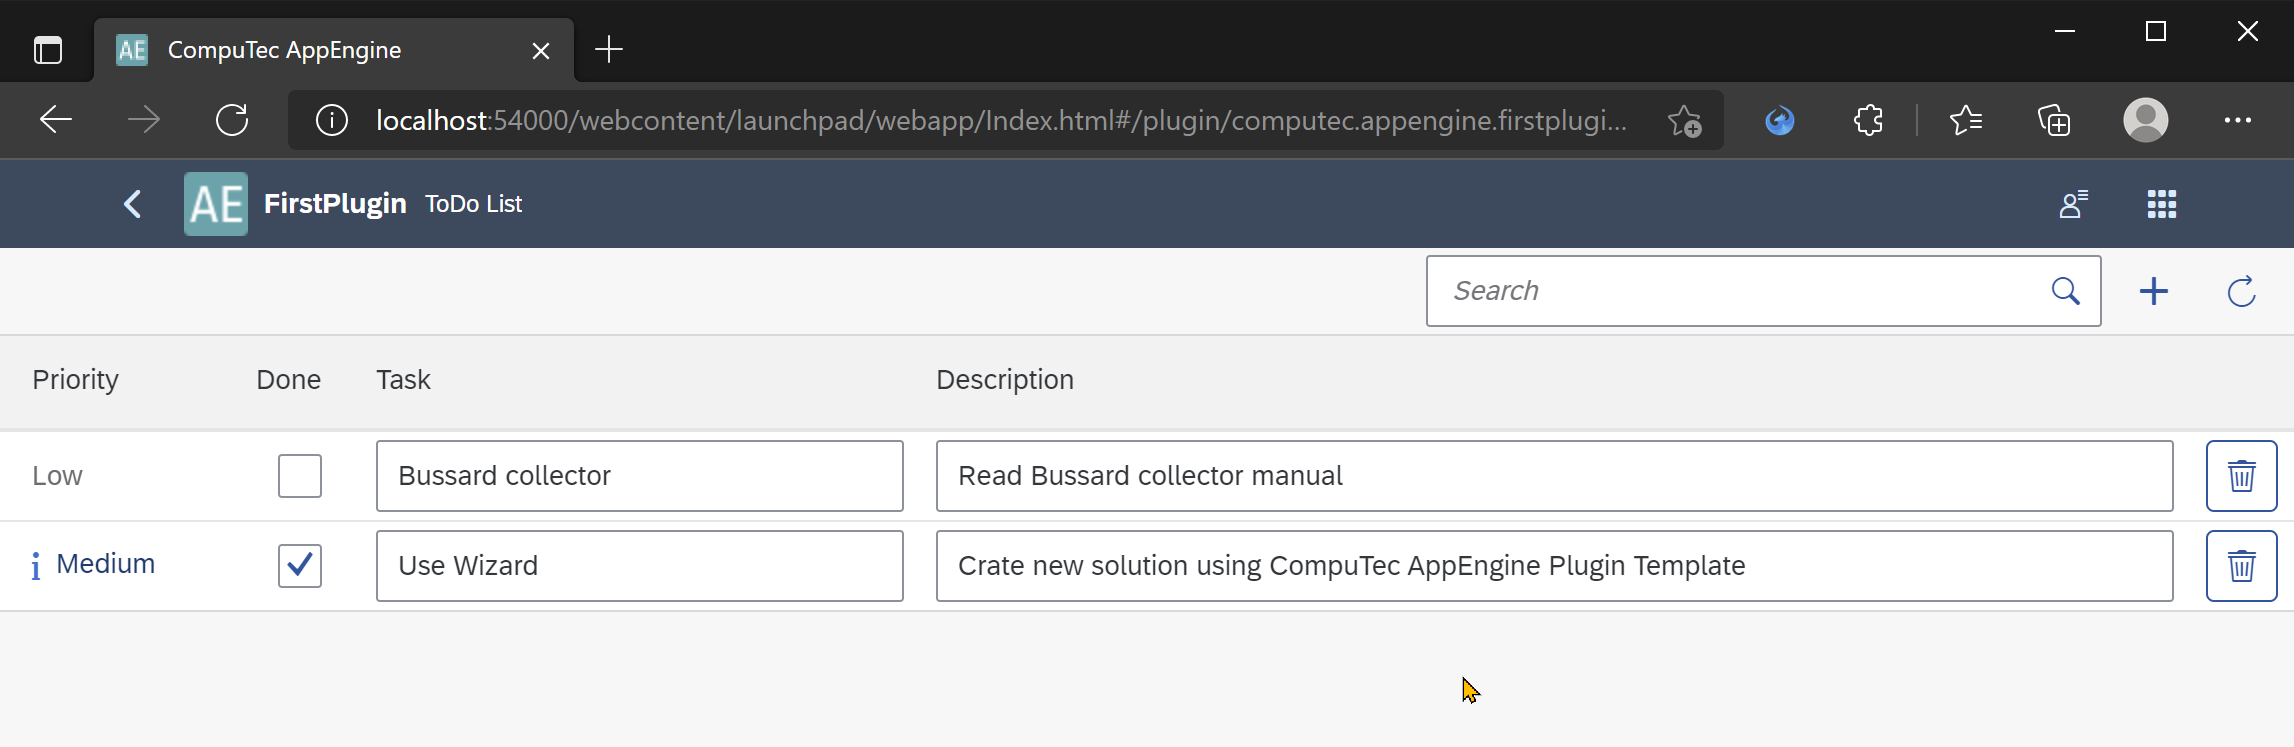 AE CompuTec AppEngine
localhost:54000/webcontent/launchpad/webapp/Index.html#/plugin/computec.appengine.firstplugi...
AE FirstPlugin ToDo List
Search
Priority Done Task Description
Low Bussard collector Read Bussard collector manual
Medium Use Wizard Crate new solution using CompuTec AppEngine Plugin Template